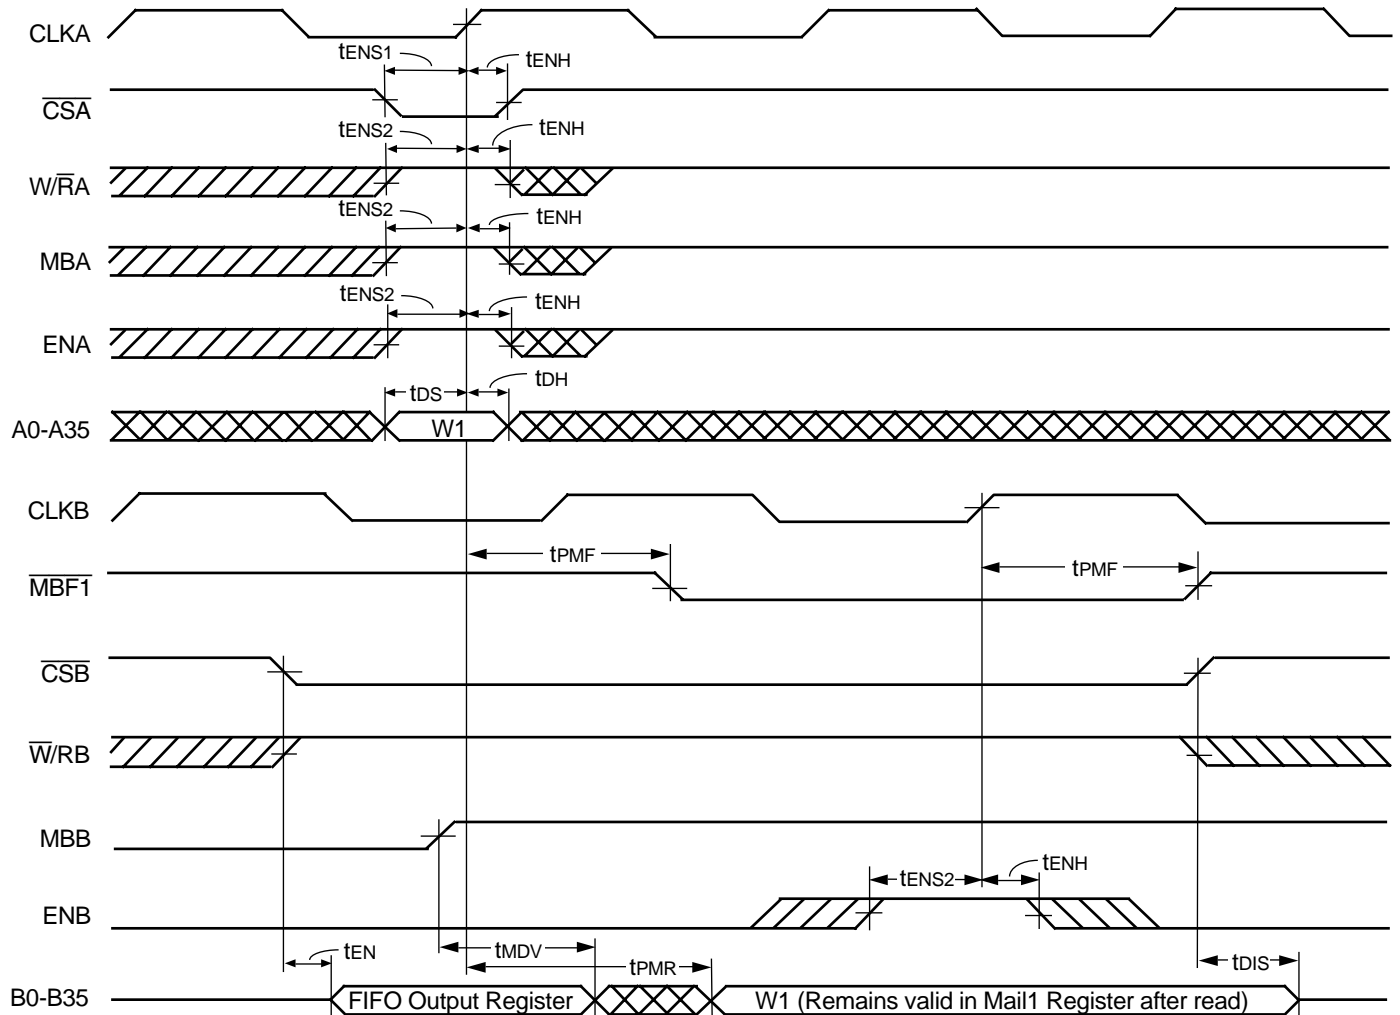 CLKA
tENS1
tENH
CSA
tENS2
tENH
W/RA
tENS2
tENH
MBA
tENS2
tENH
ENA
tDS
tDH
A0-A35
W1
CLKB
tPMF
tPMF
MBF1
CSB
W/RB
MBB
tENS2
tENH
ENB
tEN
tMDV
tPMR
tDIS
B0-B35
FIFO Output Register
W1 (Remains valid in Mail1 Register after read)